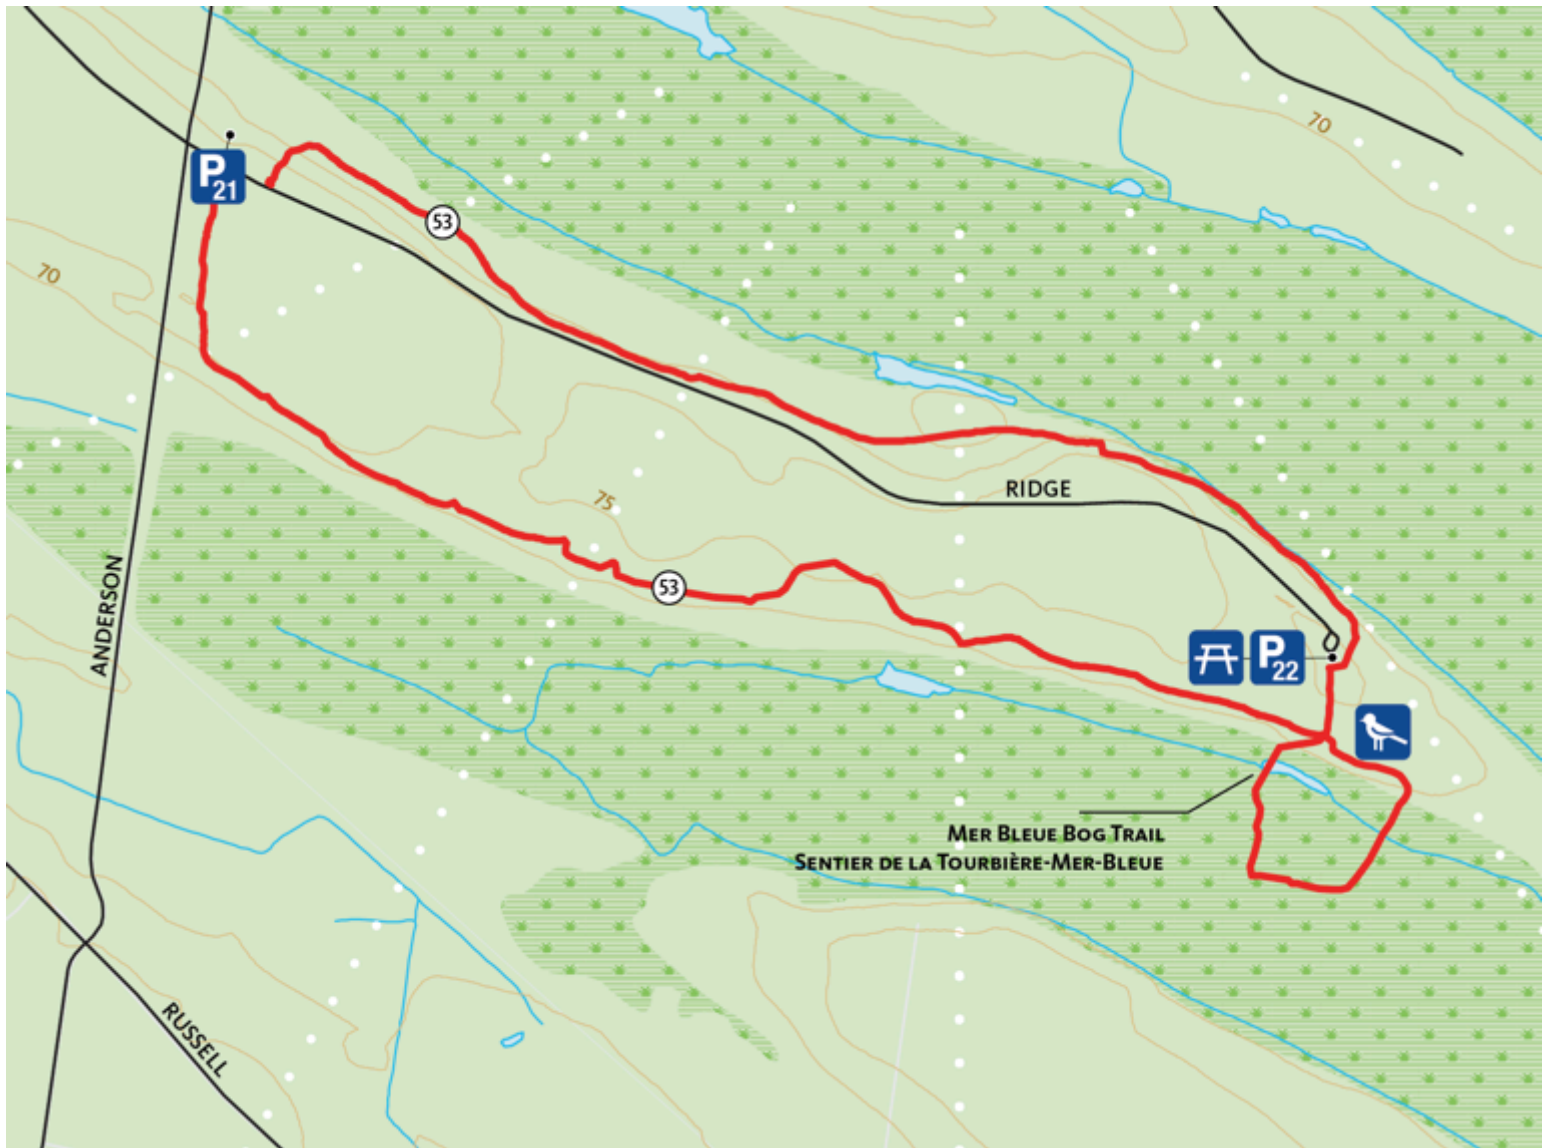 70
P21
53
70
75
RIDGE
53
ANDERSON
P22
MER BLEUE BOG TRAIL
SENTIER DE LA TOURBIÈRE-MER-BLEUE
RUSSELL